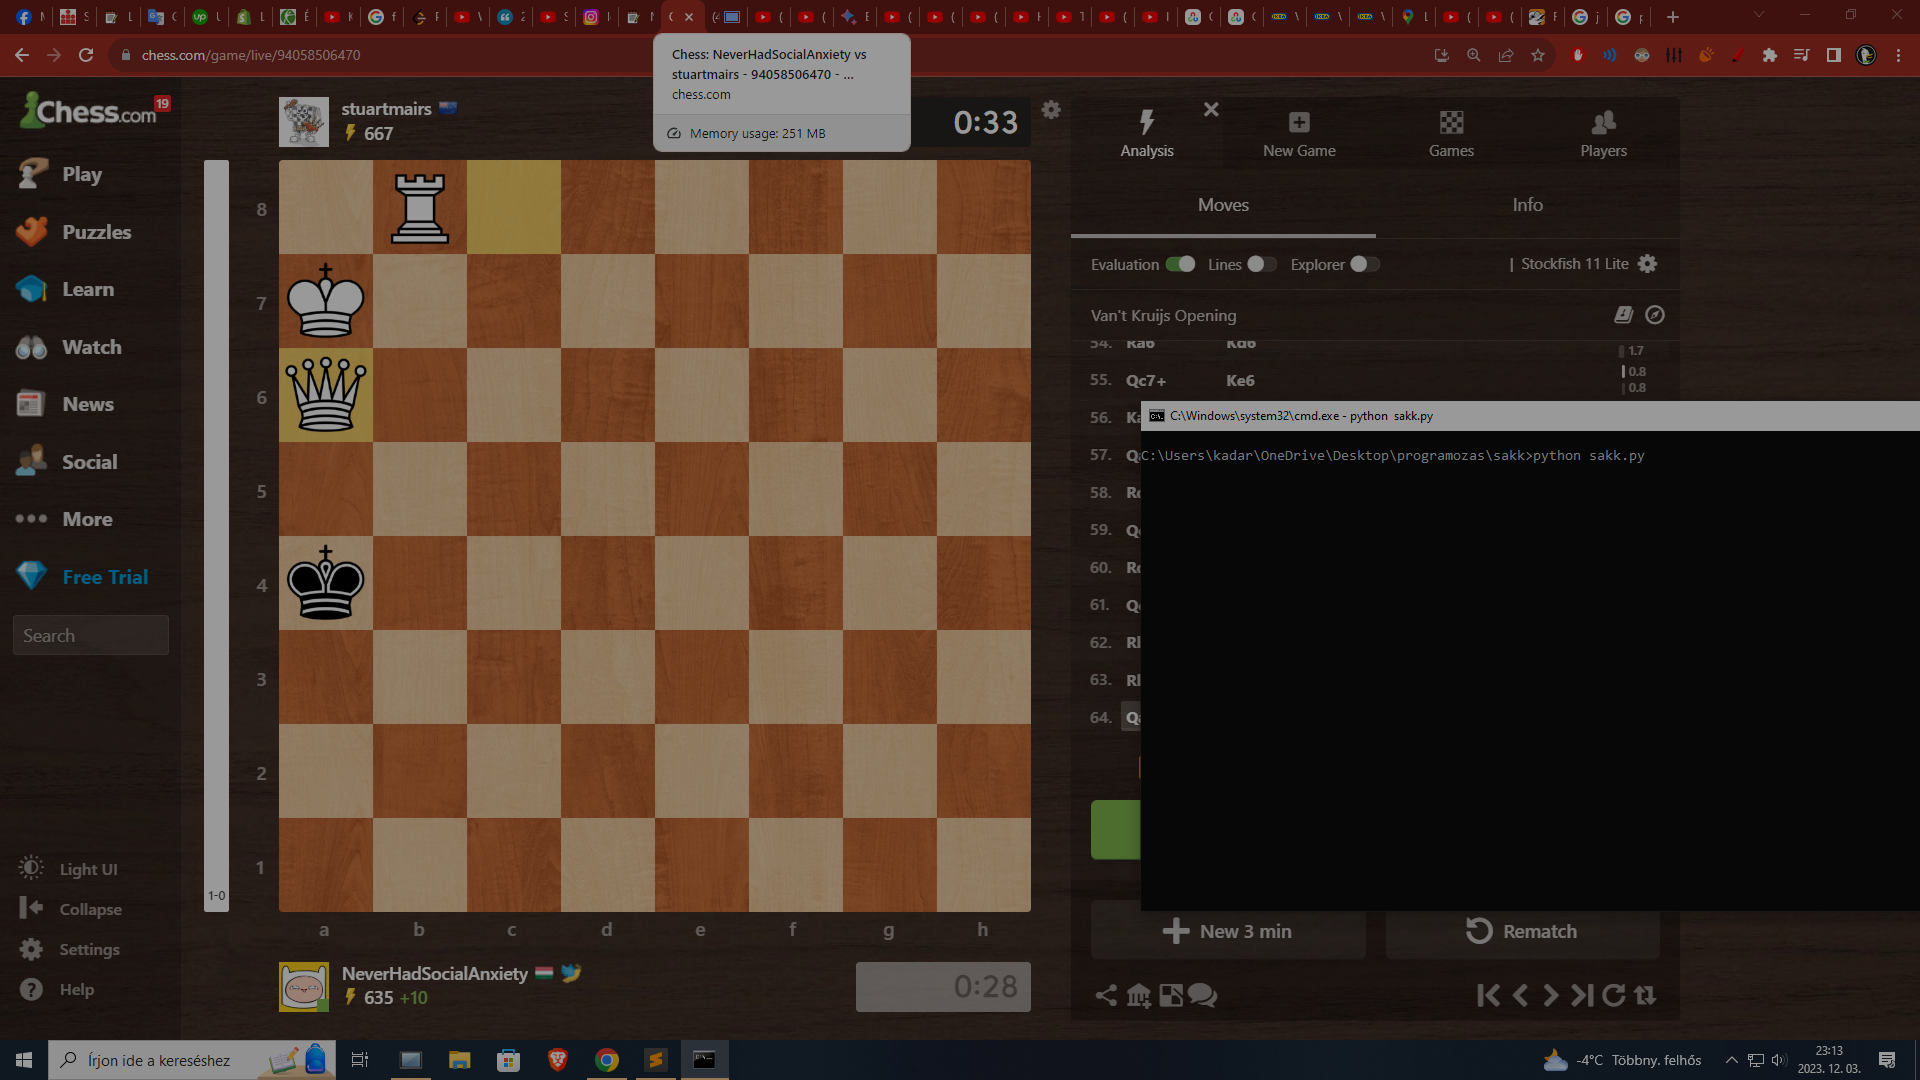 Chess: NeverHadSocialAnxiety vs
stuartmairs - 94058506470 - ...
chess.com
Memory usage: 251 MB
chess.com/game/live/94058506470
Chess.com
19
Play
Puzzles
Learn
Watch
News
Social
More
Free Trial
Search
Light UI
Collapse
Settings
Help
stuartmairs
667
0:33
8
7
6
5
4
3
2
1
a b c d e f g h
1-0
NeverHadSocialAnxiety
635 +10
0:28
Analysis
New Game
Games
Players
Moves
Info
Evaluation
Lines
Explorer
| Stockfish 11 Lite
Van't Kruijs Opening
54. Ra6 Kd6
1.7
55. Qc7+ Ke6
0.8
0.8
56.
57.
58.
59.
60.
61.
62.
63.
64.
C:\Windows\system32\cmd.exe - python sakk.py
C:\Users\kadar\OneDrive\Desktop\programozas\sakk>python sakk.py
New 3 min
Rematch
Írjon ide a kereséshez
-4°C Többny. felhős
23:13
2023. 12. 03.